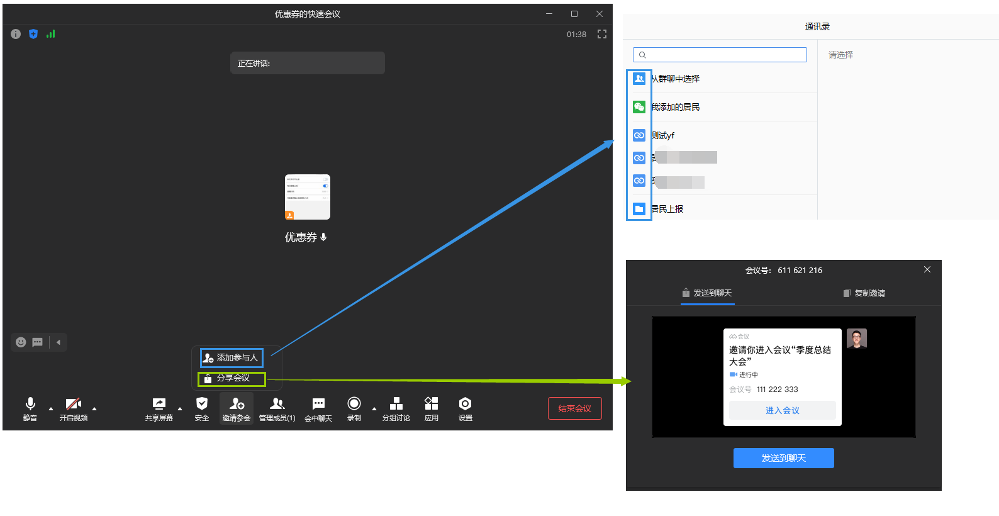 优惠券的快速会议
01:38
正在讲话:
优惠券
添加参与人
分享会议
静音
开启视频
共享屏幕
安全
邀请参会
管理成员(1)
会中聊天
录制
分组讨论
应用
设置
结束会议
通讯录
请选择
从群聊中选择
我添加的居民
测试yf
居民上报
会议号： 611 621 216
发送到聊天
复制邀请
会议
邀请你进入会议“季度总结
大会”
进行中
会议号 111 222 333
进入会议
发送到聊天